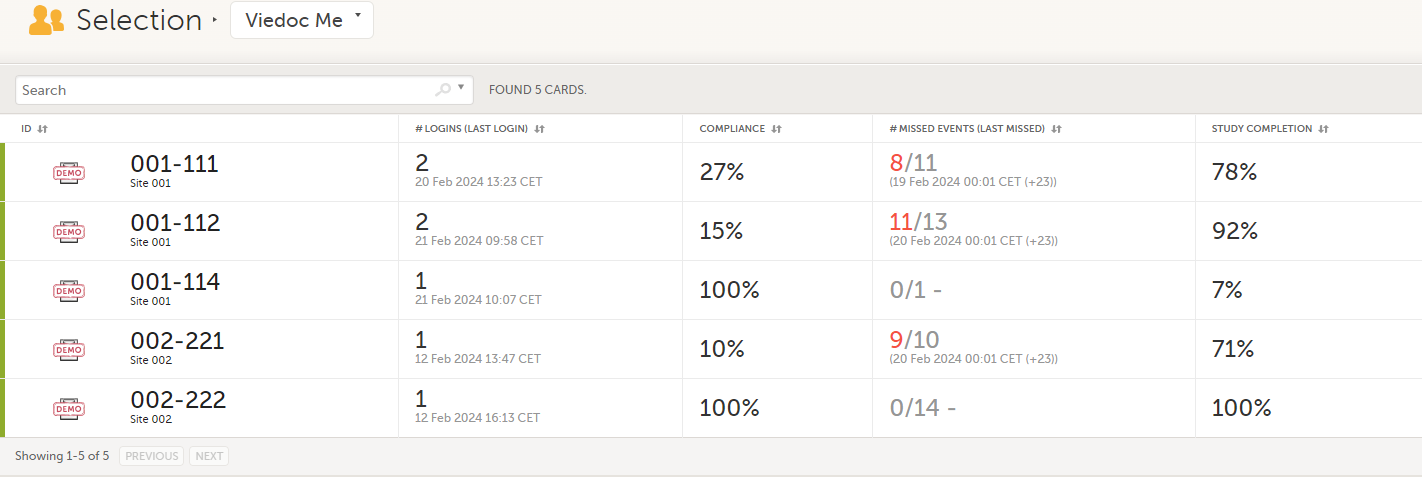 Selection Viedoc Me
Search FOUND 5 CARDS.
ID # LOGINS (LAST LOGIN) COMPLIANCE # MISSED EVENTS (LAST MISSED) STUDY COMPLETION
DEMO 001-111 2 27% 8/11 78%
Site 001 20 Feb 2024 13:23 CET (19 Feb 2024 00:01 CET (+23))
DEMO 001-112 2 15% 11/13 92%
Site 001 21 Feb 2024 09:58 CET (20 Feb 2024 00:01 CET (+23))
DEMO 001-114 1 100% 0/1 - 7%
Site 001 21 Feb 2024 10:07 CET
DEMO 002-221 1 10% 9/10 71%
Site 002 12 Feb 2024 13:47 CET (20 Feb 2024 00:01 CET (+23))
DEMO 002-222 1 100% 0/14 - 100%
Site 002 12 Feb 2024 16:13 CET
Showing 1-5 of 5 PREVIOUS NEXT